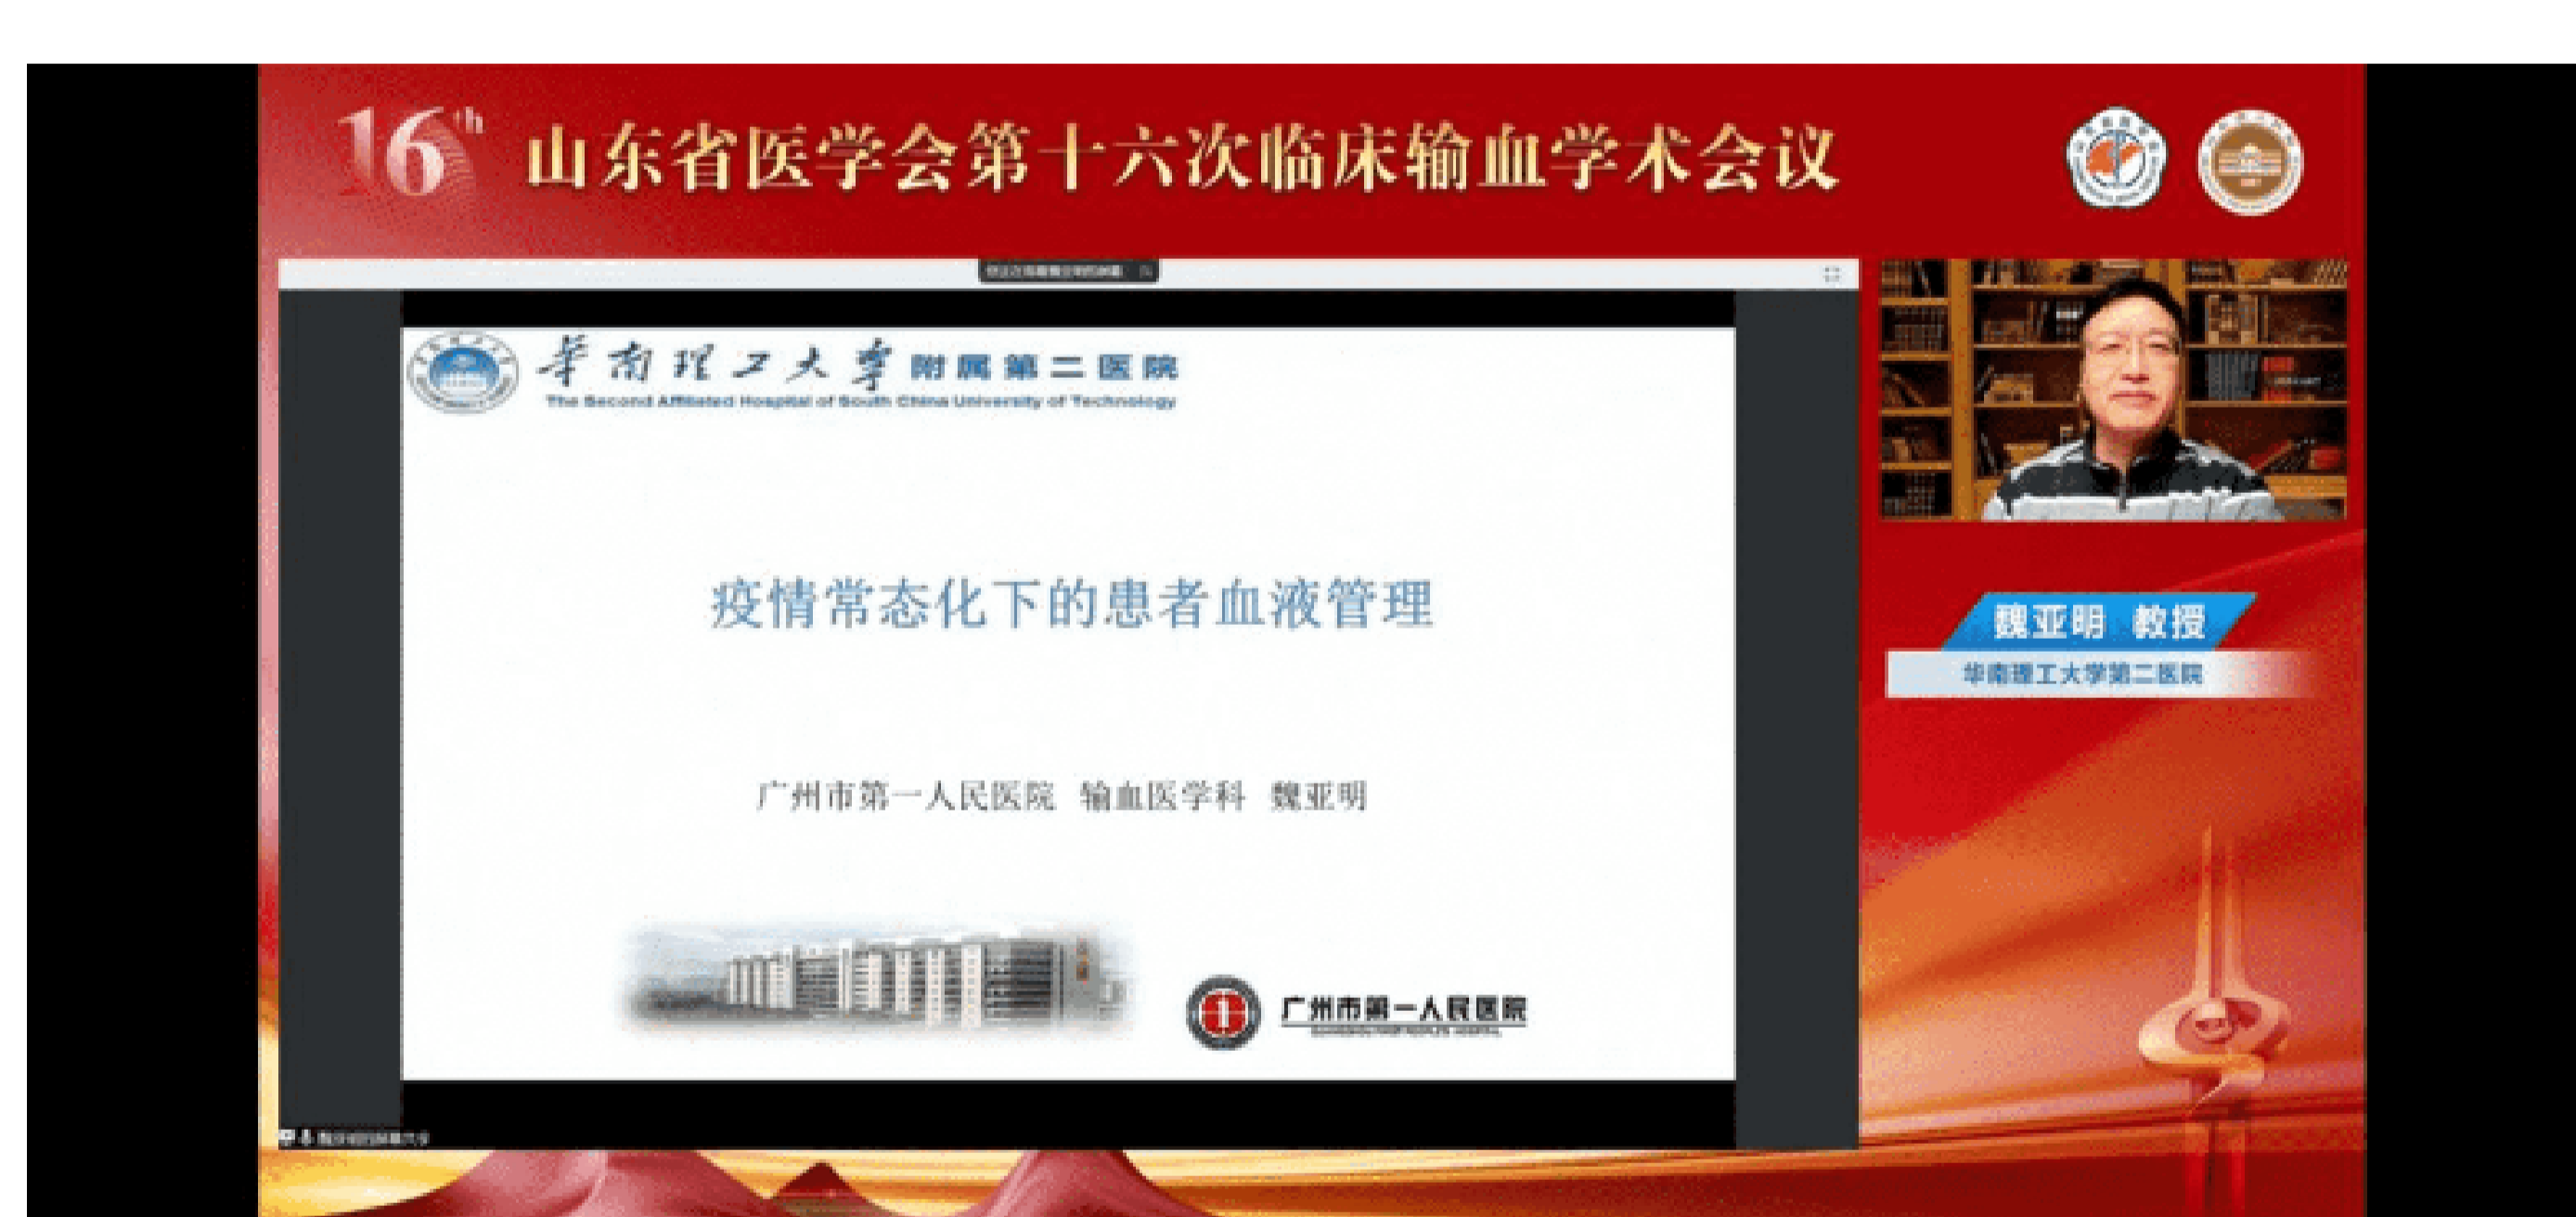 16th
山东省医学会第十六次临床输血学术会议
华南理工大学附属第二医院
The Second Affiliated Hospital of South China University of Technology
疫情常态化下的患者血液管理
广州市第一人民医院 输血医学科 魏亚明
广州市第一人民医院
魏亚明 教授
华南理工大学第二医院